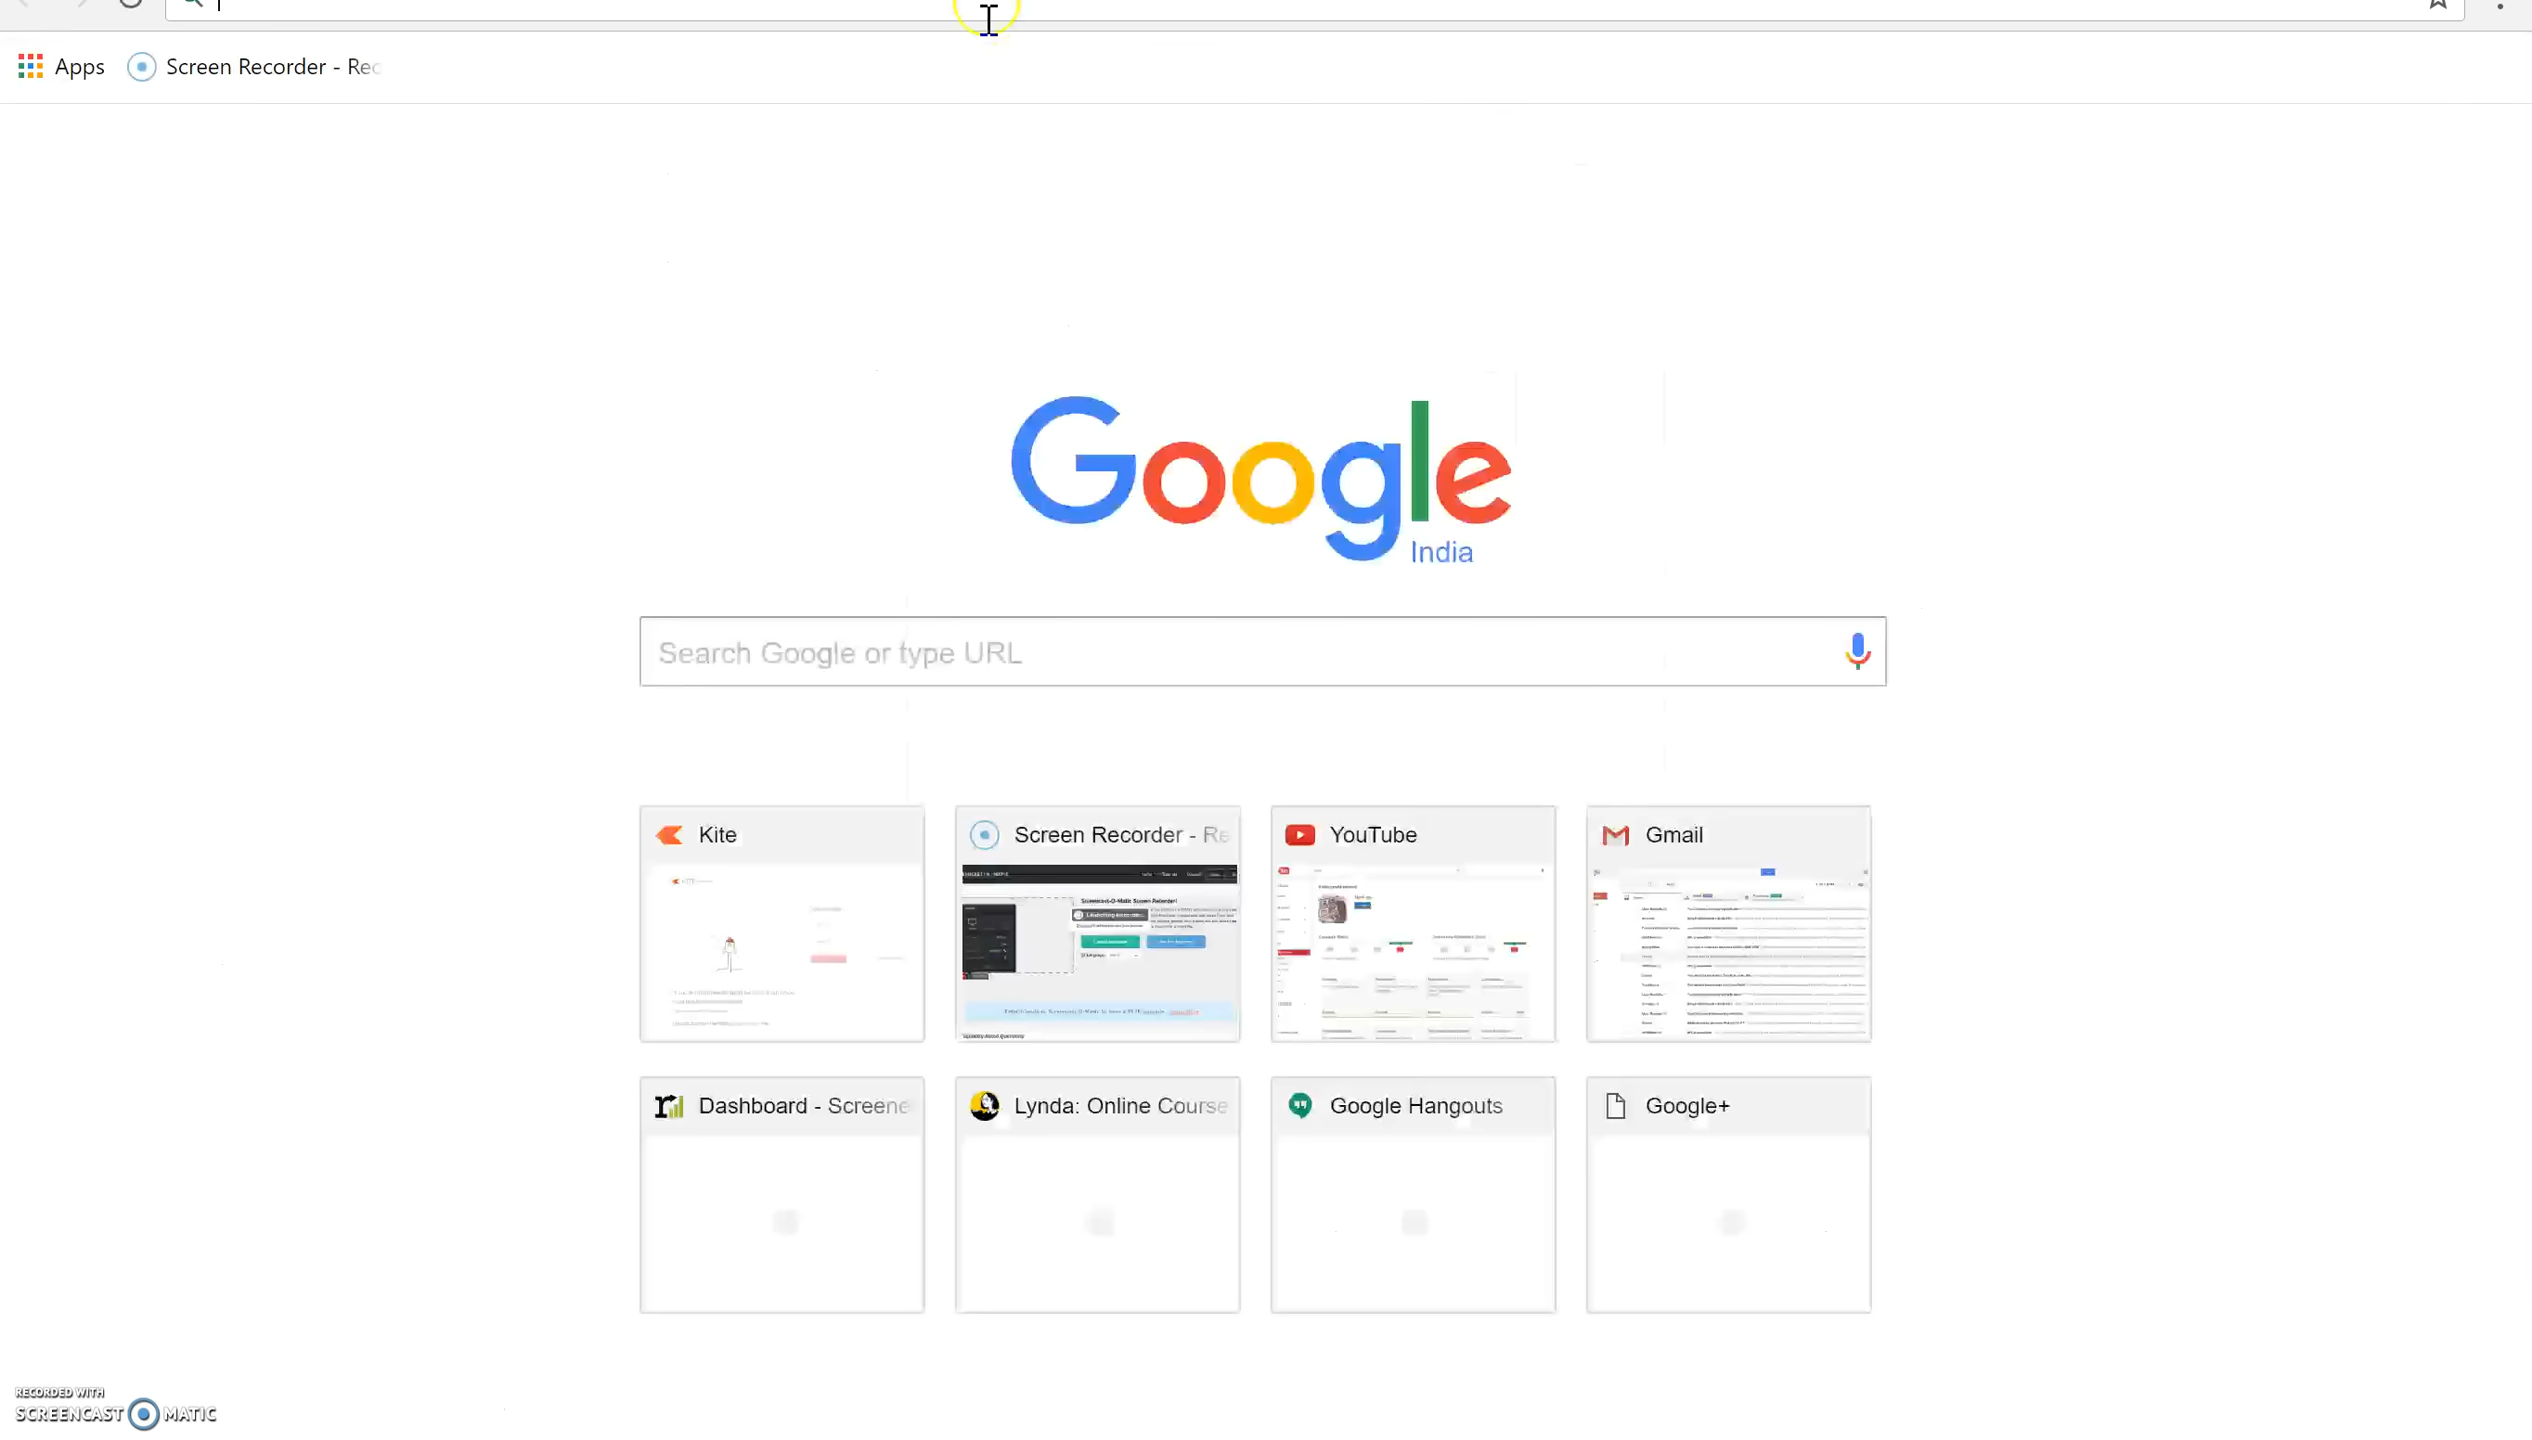 Apps
Screen Recorder - Rec
Google
India
Search Google or type URL
Kite
Screen Recorder - Re
YouTube
Gmail
Dashboard - Screene
Lynda: Online Course
Google Hangouts
Google+
RECORDED WITH
SCREENCAST MATIC